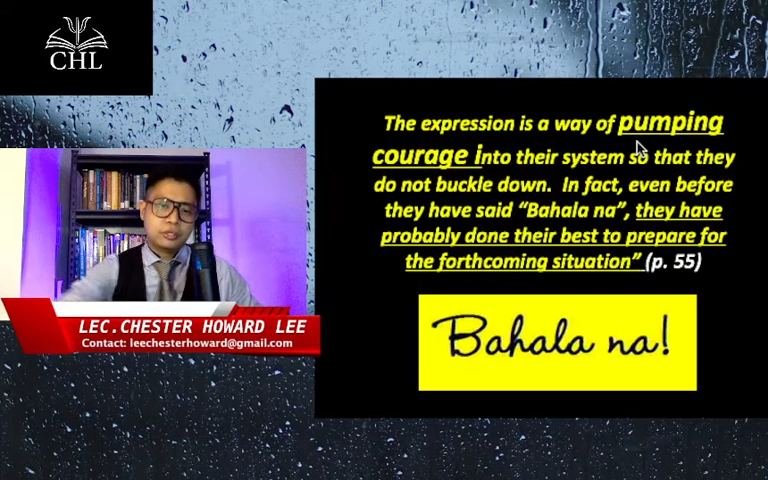 CHL
The expression is a way of pumping
courage into their system so that they
do not buckle down. In fact, even before
they have said “Bahala na”, they have
probably done their best to prepare for
the forthcoming situation” (p. 55)
Bahala na!
LEC.CHESTER HOWARD LEE
Contact: leechesterhoward@gmail.com